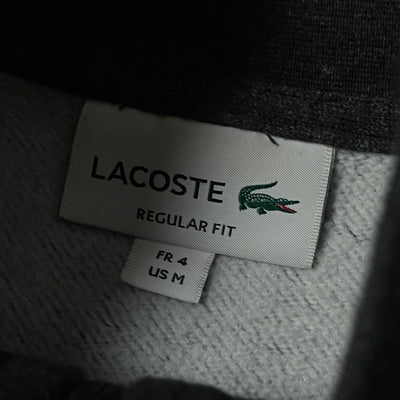 LACOSTE
REGULAR FIT
FR 4
US M